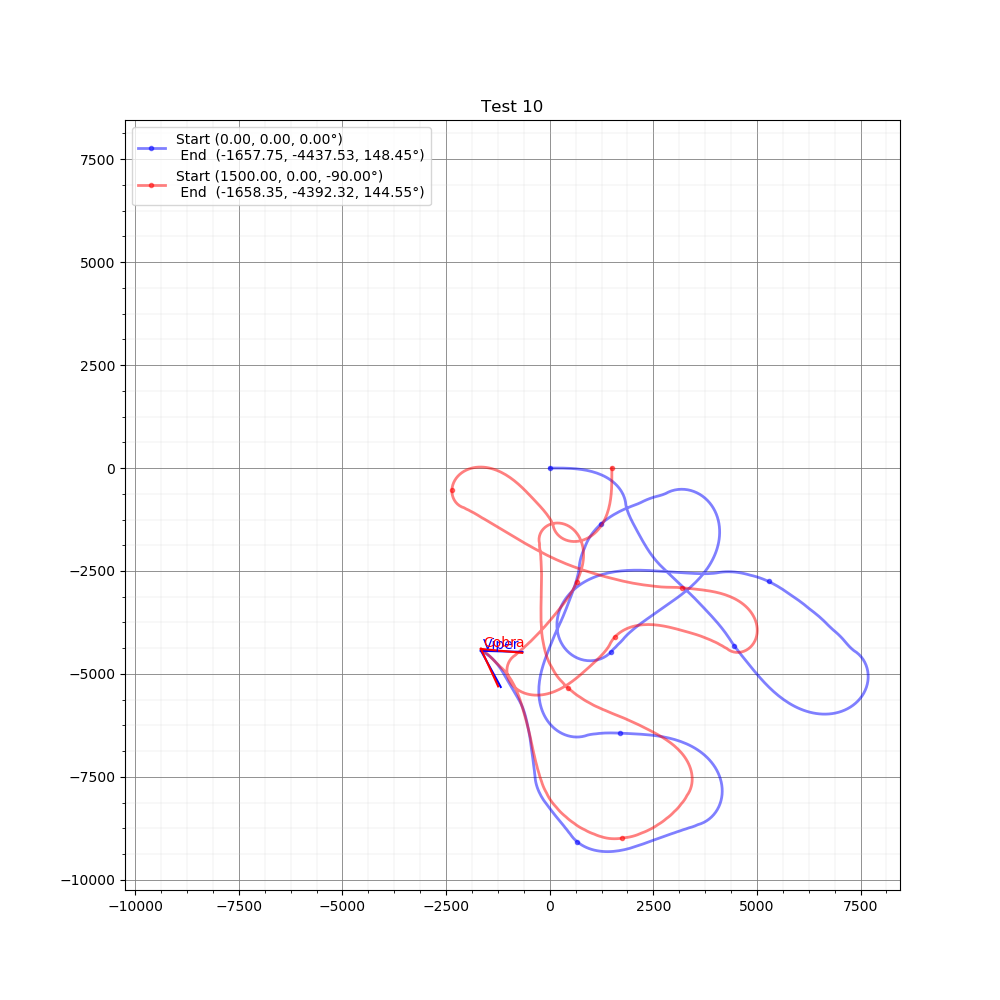 Test 10
Start (0.00, 0.00, 0.00°)
End  (-1657.75, -4437.53, 148.45°)
Start (1500.00, 0.00, -90.00°)
End  (-1658.35, -4392.32, 144.55°)
7500
5000
2500
0
−2500
−5000
−7500
−10000
Cobra
Viper
−10000 −7500 −5000 −2500 0 2500 5000 7500